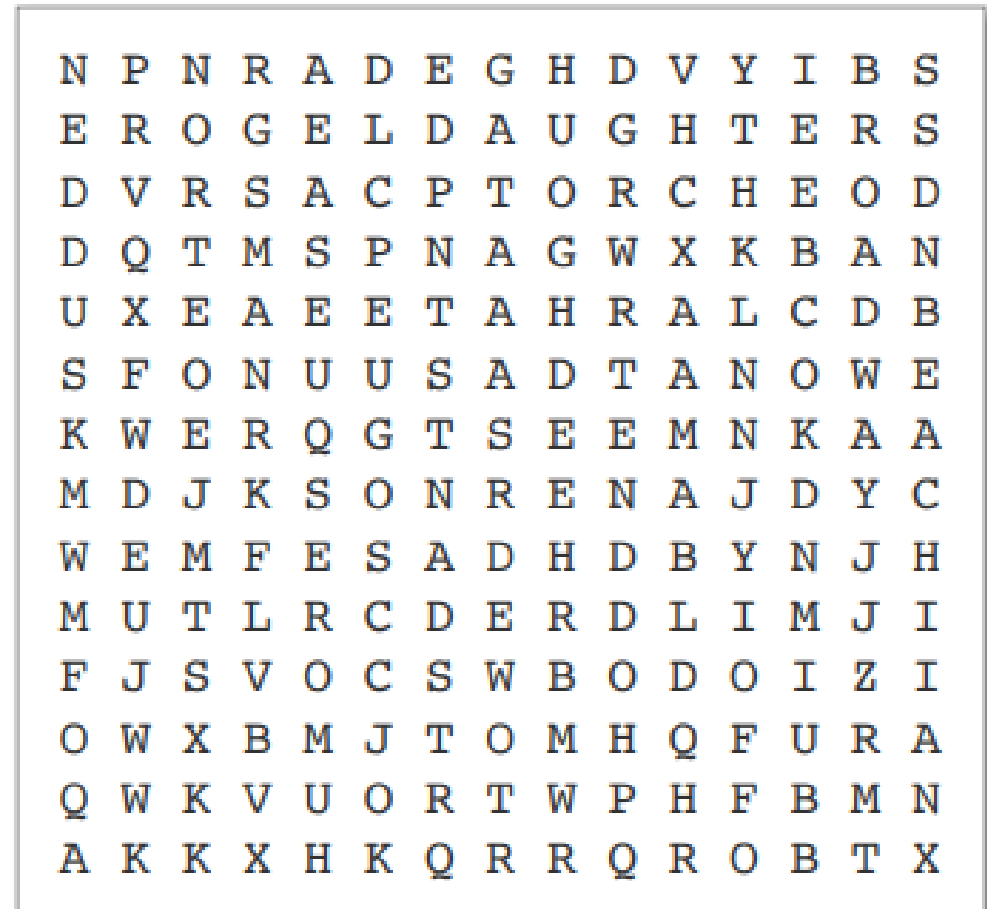 N P N R A D E G H D V Y I B S
E R O G E L D A U G H T E R S
D V R S A C P T O R C H E O D
D Q T M S P N A G W X K B A N
U X E A E E T A H R A L C D B
S F O N U U S A D T A N O W E
K W E R Q G T S E E M N K A A
M D J K S O N R E N A J D Y C
W E M F E S A D H D B Y N J H
M U T L R C D E R D L I M J I
F J S V O C S W B O D O I Z I
O W X B M J T O M H Q F U R A
Q W K V U O R T W P H F B M N
A K K X H K Q R R Q R O B T X